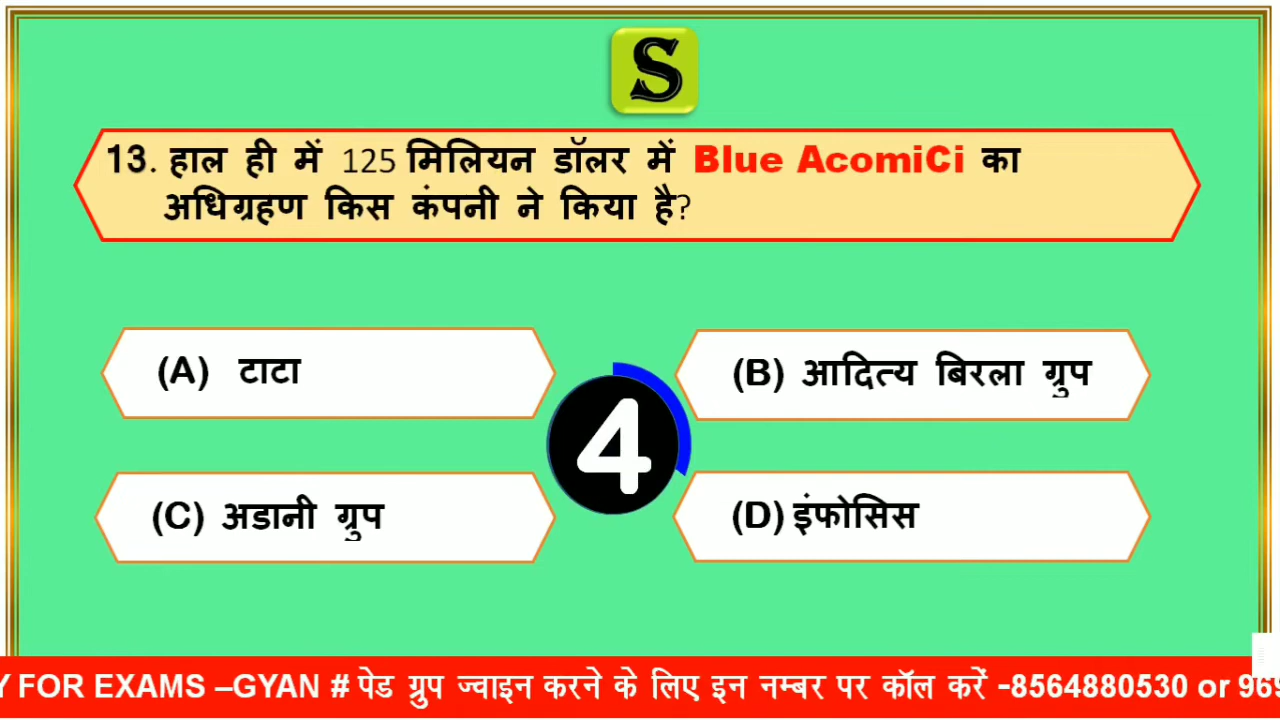 S
13. हाल ही में 125 मिलियन डॉलर में Blue AcomiCi का
अधिग्रहण किस कंपनी ने किया है?
(A) टाटा
(B) आदित्य बिरला ग्रुप
4
(C) अडानी ग्रुप
(D) इंफोसिस
Y FOR EXAMS –GYAN # पेड ग्रुप ज्वाइन करने के लिए इन नम्बर पर कॉल करें -8564880530 or 969